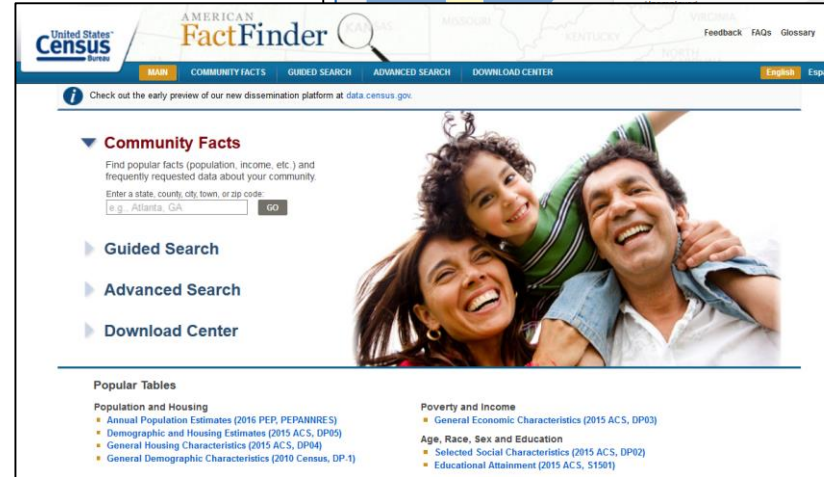 United States®
Census
Bureau
AMERICAN
FactFinder
KANSAS
MISSOURI
KENTUCKY
VIRGINIA
NORTH
Feedback FAQs Glossary
MAIN COMMUNITY FACTS GUIDED SEARCH ADVANCED SEARCH DOWNLOAD CENTER
English
i Check out the early preview of our new dissemination platform at data.census.gov.
Community Facts
Find popular facts (population, income, etc.) and
frequently requested data about your community.
Enter a state, county, city, town, or zip code:
e.g., Atlanta, GA GO
Guided Search
Advanced Search
Download Center
Popular Tables
Population and Housing
Annual Population Estimates (2016 PEP, PEPANNRES)
Demographic and Housing Estimates (2015 ACS, DP05)
General Housing Characteristics (2015 ACS, DP04)
General Demographic Characteristics (2010 Census, DP-1)
Poverty and Income
General Economic Characteristics (2015 ACS, DP03)
Age, Race, Sex and Education
Selected Social Characteristics (2015 ACS, DP02)
Educational Attainment (2015 ACS, S1501)